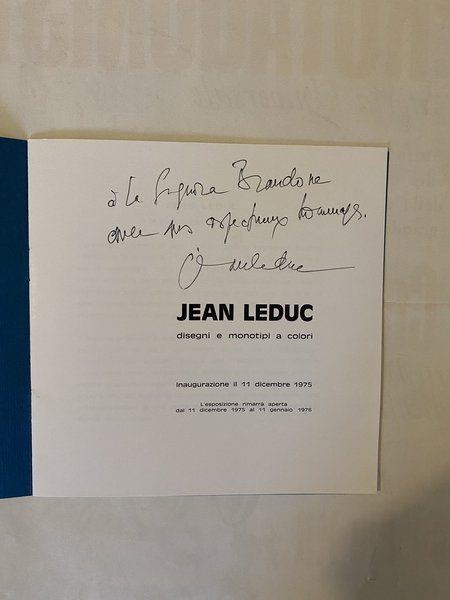 à la Signora Brandone
avec mes respectueux hommages.
JEAN LEDUC
disegni e monotipi a colori
Inaugurazione il 11 dicembre 1975
L'esposizione rimarrà aperta
dal 11 dicembre 1975 al 11 gennaio 1976